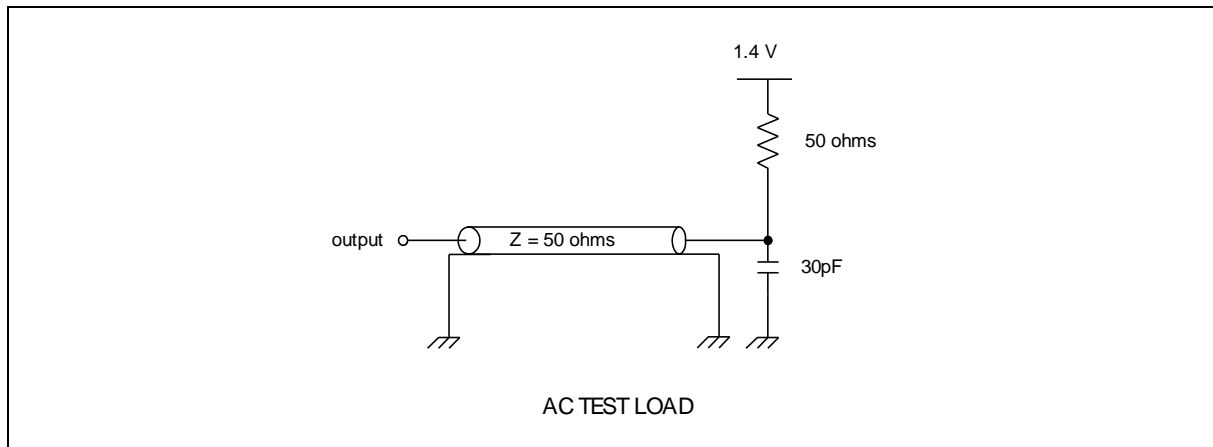 1.4 V
50 ohms
output
Z = 50 ohms
30pF
AC TEST LOAD